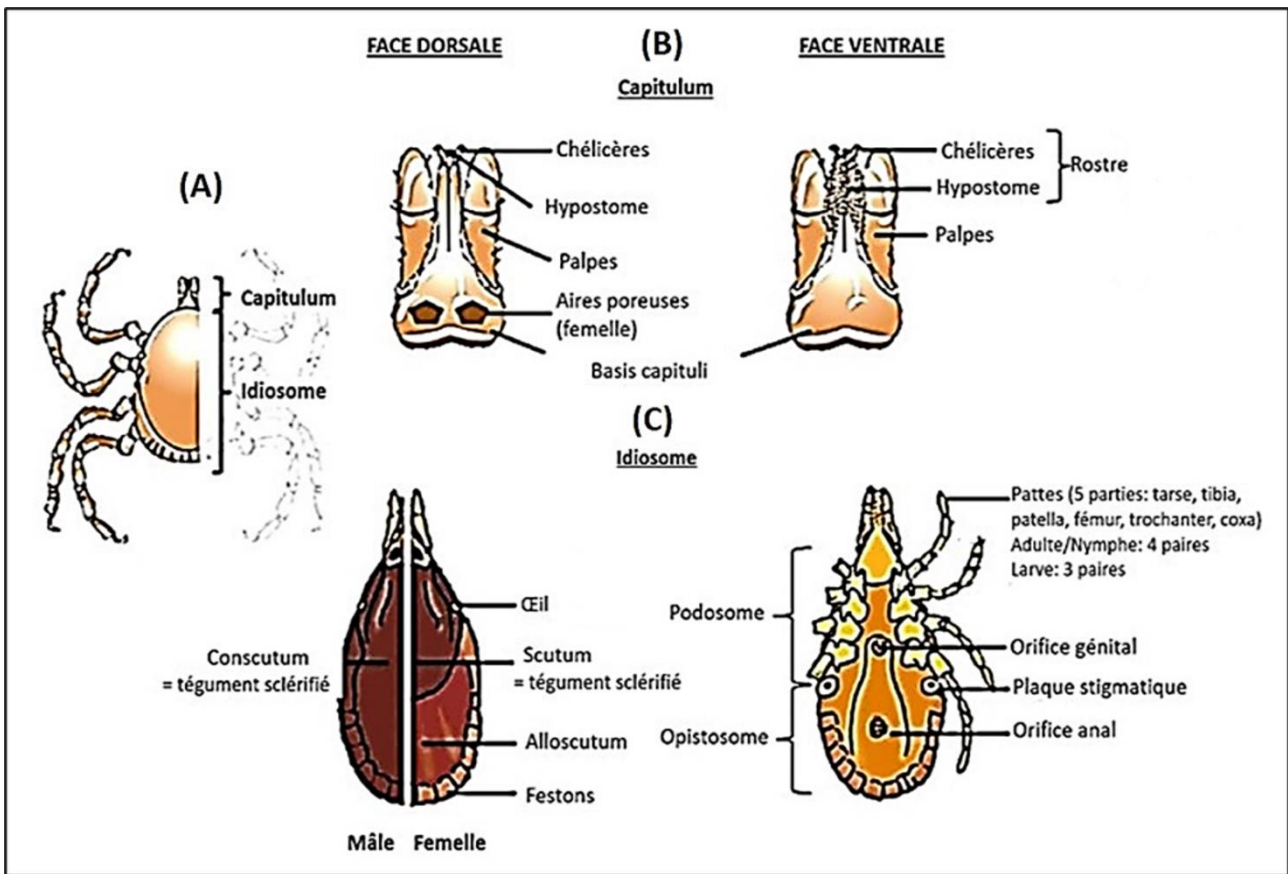 FACE DORSALE
(B)
FACE VENTRALE
Capitulum
Chélicères
Hypostome
Palpes
Aires poreuses
(femelle)
Basis capituli
Chélicères
Hypostome
Rostre
Palpes
(A)
Capitulum
Idiosome
(C)
Idiosome
Conscutum
= tégument sclérifié
Œil
Scutum
= tégument sclérifié
Alloscutum
Festons
Mâle
Femelle
Podosome
Opistosome
Pattes (5 parties: tarse, tibia,
patella, fémur, trochanter, coxa)
Adulte/Nymphe: 4 paires
Larve: 3 paires
Orifice génital
Plaque stigmatique
Orifice anal